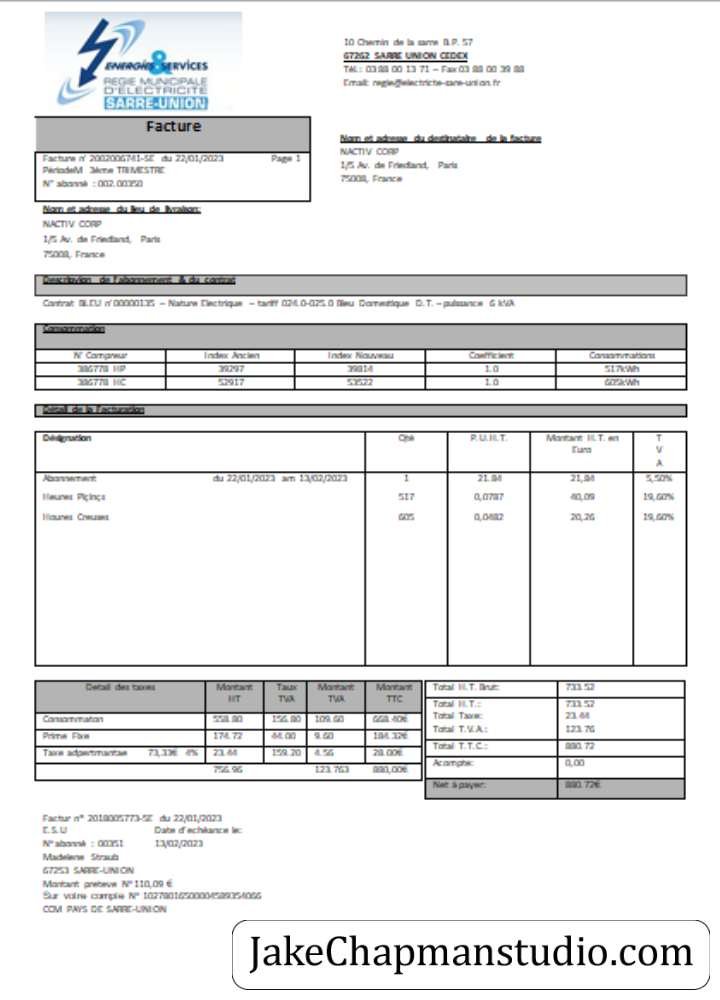 ENERGIES & SERVICES
REGIE MUNICIPALE
D'ELECTRICITE
SARRE-UNION
10 Chemin de la sarre B.P. 57
67262 SARRE UNION CEDEX
Tél.: 03 88 00 13 71 – Fax 03 88 00 39 88
Email: regie@electricte-sare-union.fr
Facture
Facture n° 2002006741-SE du 22/01/2023 Page 1
PériodeM 3ème TRIMESTRE
N° abonné : 002.00350
Nom et adresse du destinataire de la facture
NACTIV CORP
1/5 Av. de Friedland, Paris
75008, France
Nom et adresse du lieu de livraison:
NACTIV CORP
1/5 Av. de Friedland, Paris
75008, France
de l'abonnement & du contrat
Contrat BLEU n°00000135 – Nature Electrique – tariff 024.0-025.0 Bleu Domestique D.T. – puissance 6 kVA
Consommation
N° Compreur Index Ancien Index Nouveau Coefficient Consommations
386778 HP 39297 39814 1.0 517kWh
386778 HC 52917 53522 1.0 605kWh
Détail de la Facturation
Désignation Qté P.U.H.T. Montant H.T. en Euro T V A
Abonnement du 22/01/2023 am 13/02/2023 1 21.84 21,84 5,50%
Heures 517 0,0787 40,09 19,60%
Heures Creuses 605 0,0482 20,26 19,60%
Detail des taxes Montant HT Taux TVA Montant TVA Montant TTC
Consommaton 558.80 156.80 109.60 668.40€
Prime Fixe 174.72 44.00 9.60 184.32€
Taxe 73,33€ 4% 23.44 159.20 4.56 28.00€
756.96 123.763 880,00€
Total H.T. Brut: 733.52
Total H.T.: 733.52
Total Taxe: 23.44
Total T.V.A.: 123.76
Total T.T.C.: 880.72
Acompte: 0,00
Net à payer: 880.72€
Factur n° 2018005773-SE du 22/01/2023
E.S.U Date d'echéance le:
N° abonné : 00351 13/02/2023
Madelene Straub
67253 SARRE-UNION
Montant preteve N° 110,09 €
Sur votre compte N° 10278016500004589354066
COM PAYS DE SARRE-UNION
JakeChapmanstudio.com